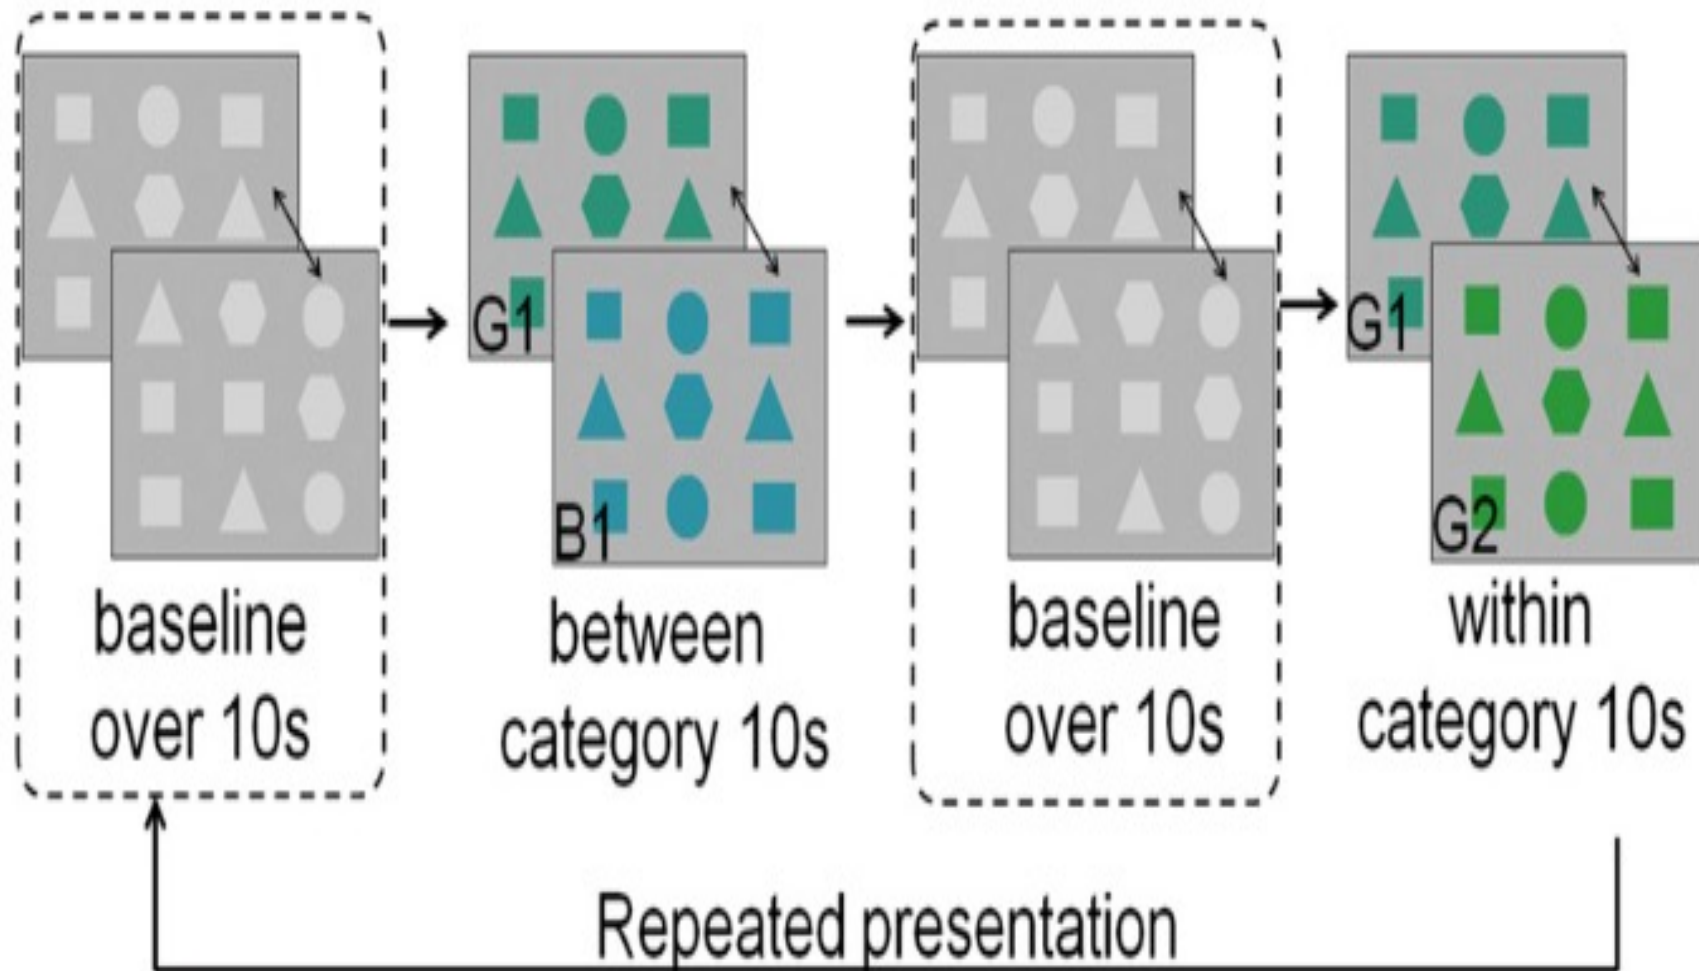 G1
B1
G1
G2
baseline
over 10s
between
category 10s
baseline
over 10s
within
category 10s
Repeated presentation